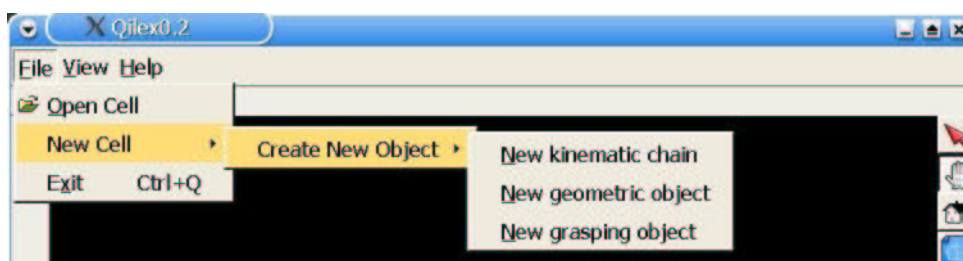 Qilex0.2
File View Help
Open Cell
New Cell
Exit Ctrl+Q
Create New Object
New kinematic chain
New geometric object
New grasping object